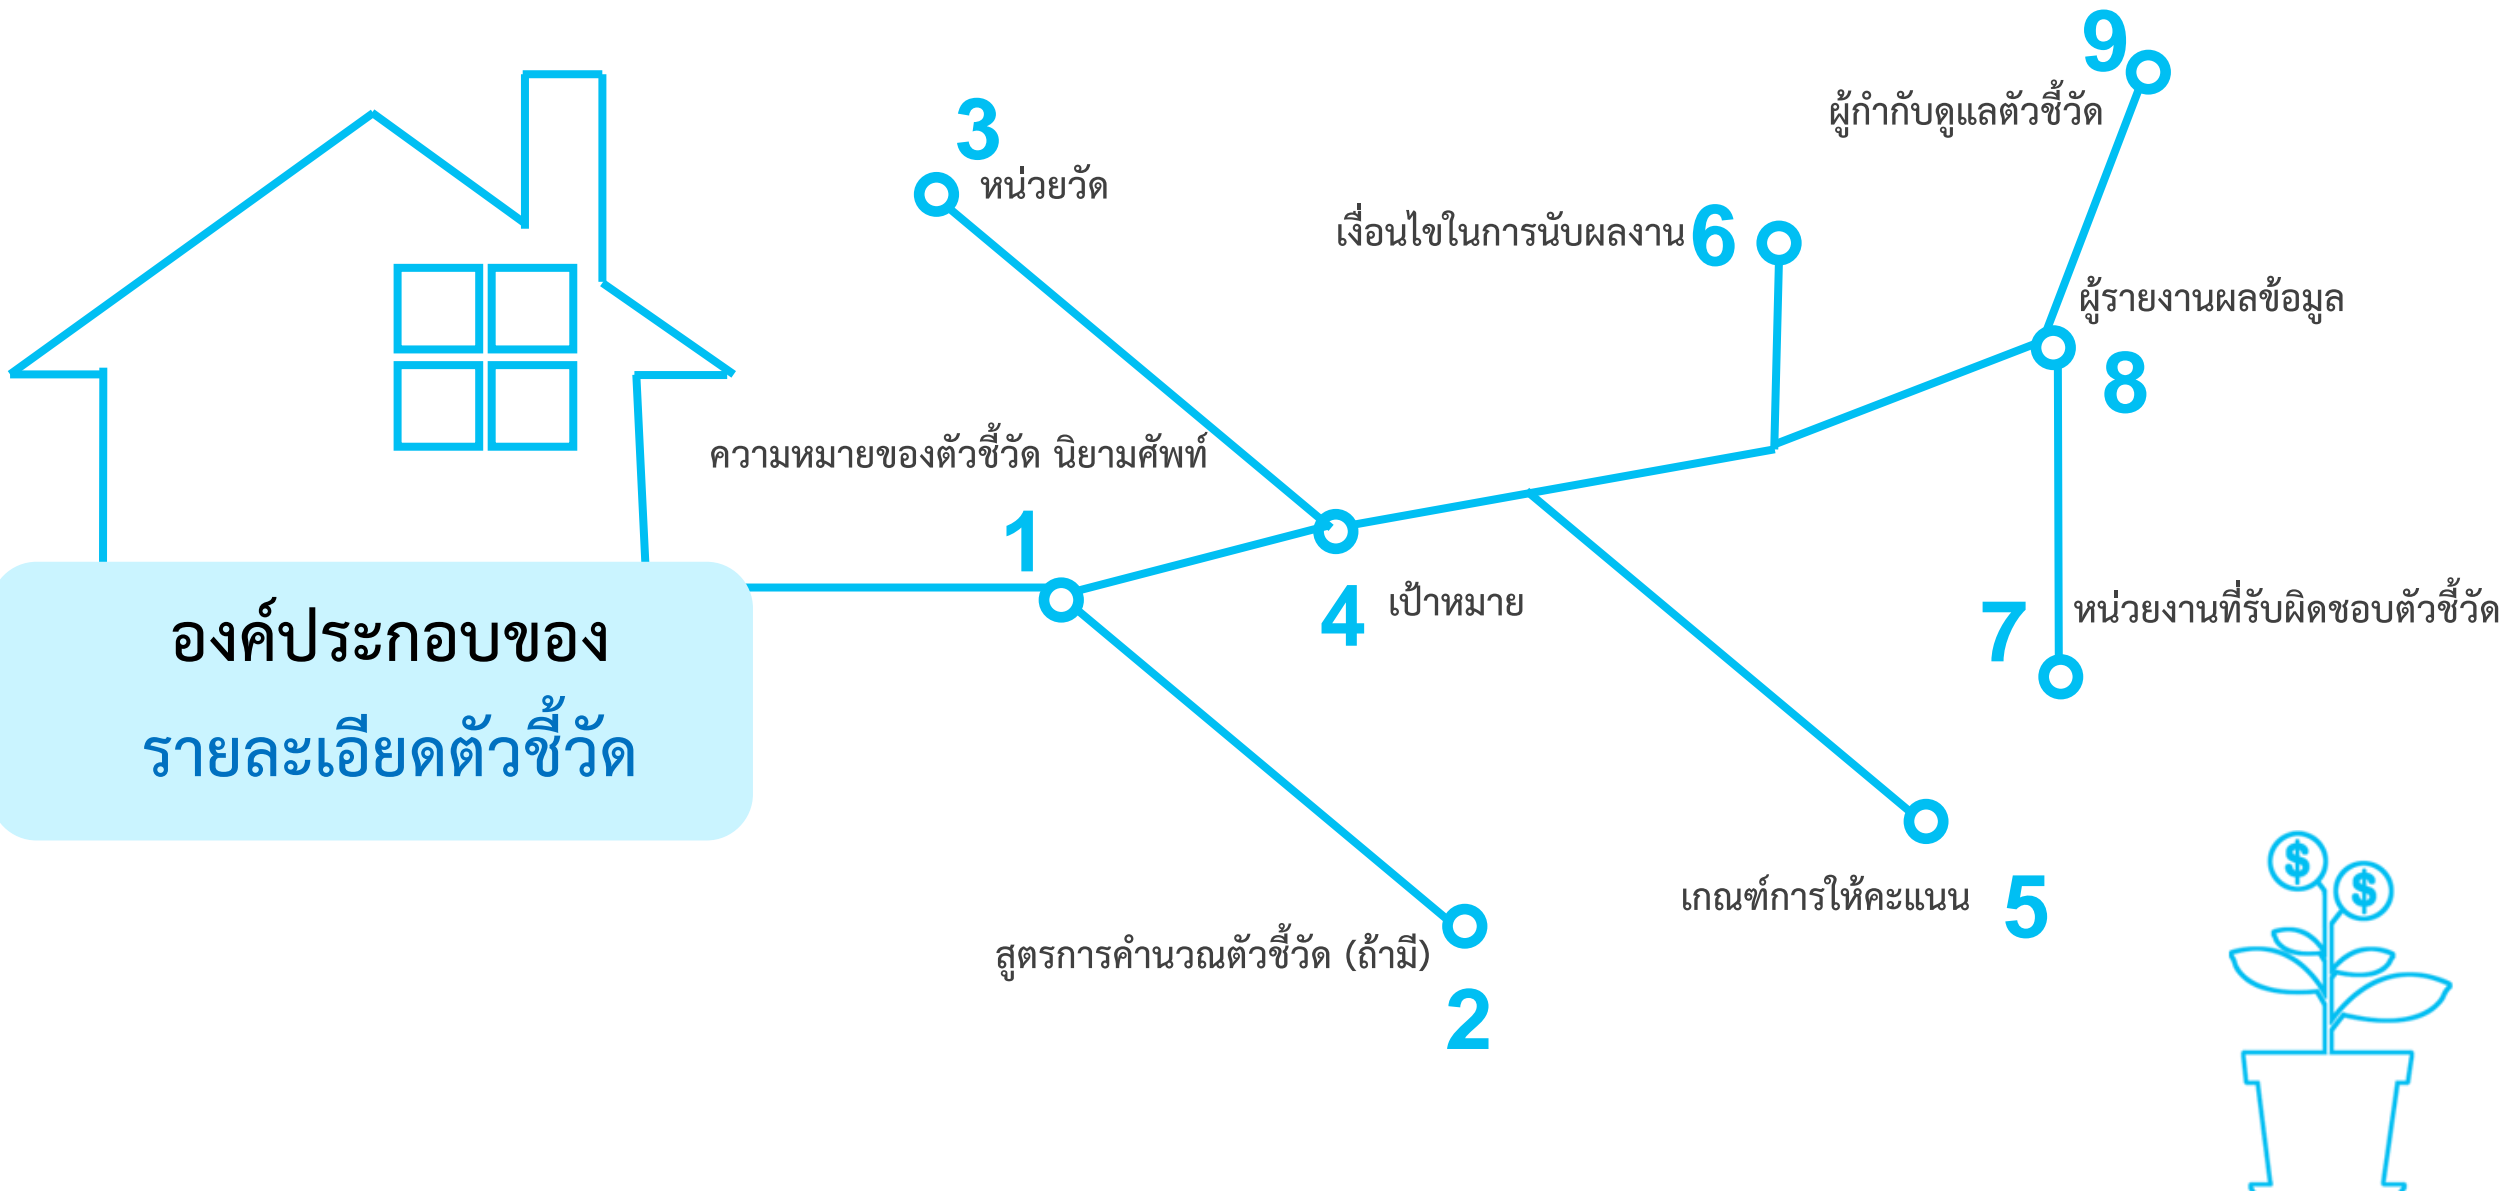 องค์ประกอบของ
รายละเอียดตัวชี้วัด
1
ความหมายของตัวชี้วัด นิยามศัพท์
2
สูตรการคำนวณตัวชี้วัด (ถ้ามี)
3
หน่วยวัด
4
เป้าหมาย
5
เกณฑ์การให้คะแนน
6
เงื่อนไขในการรับผลงาน
7
หน่วยงานที่รับผิดชอบตัวชี้วัด
8
ผู้รายงานผลข้อมูล
9
ผู้กำกับดูแลตัวชี้วัด
$
$